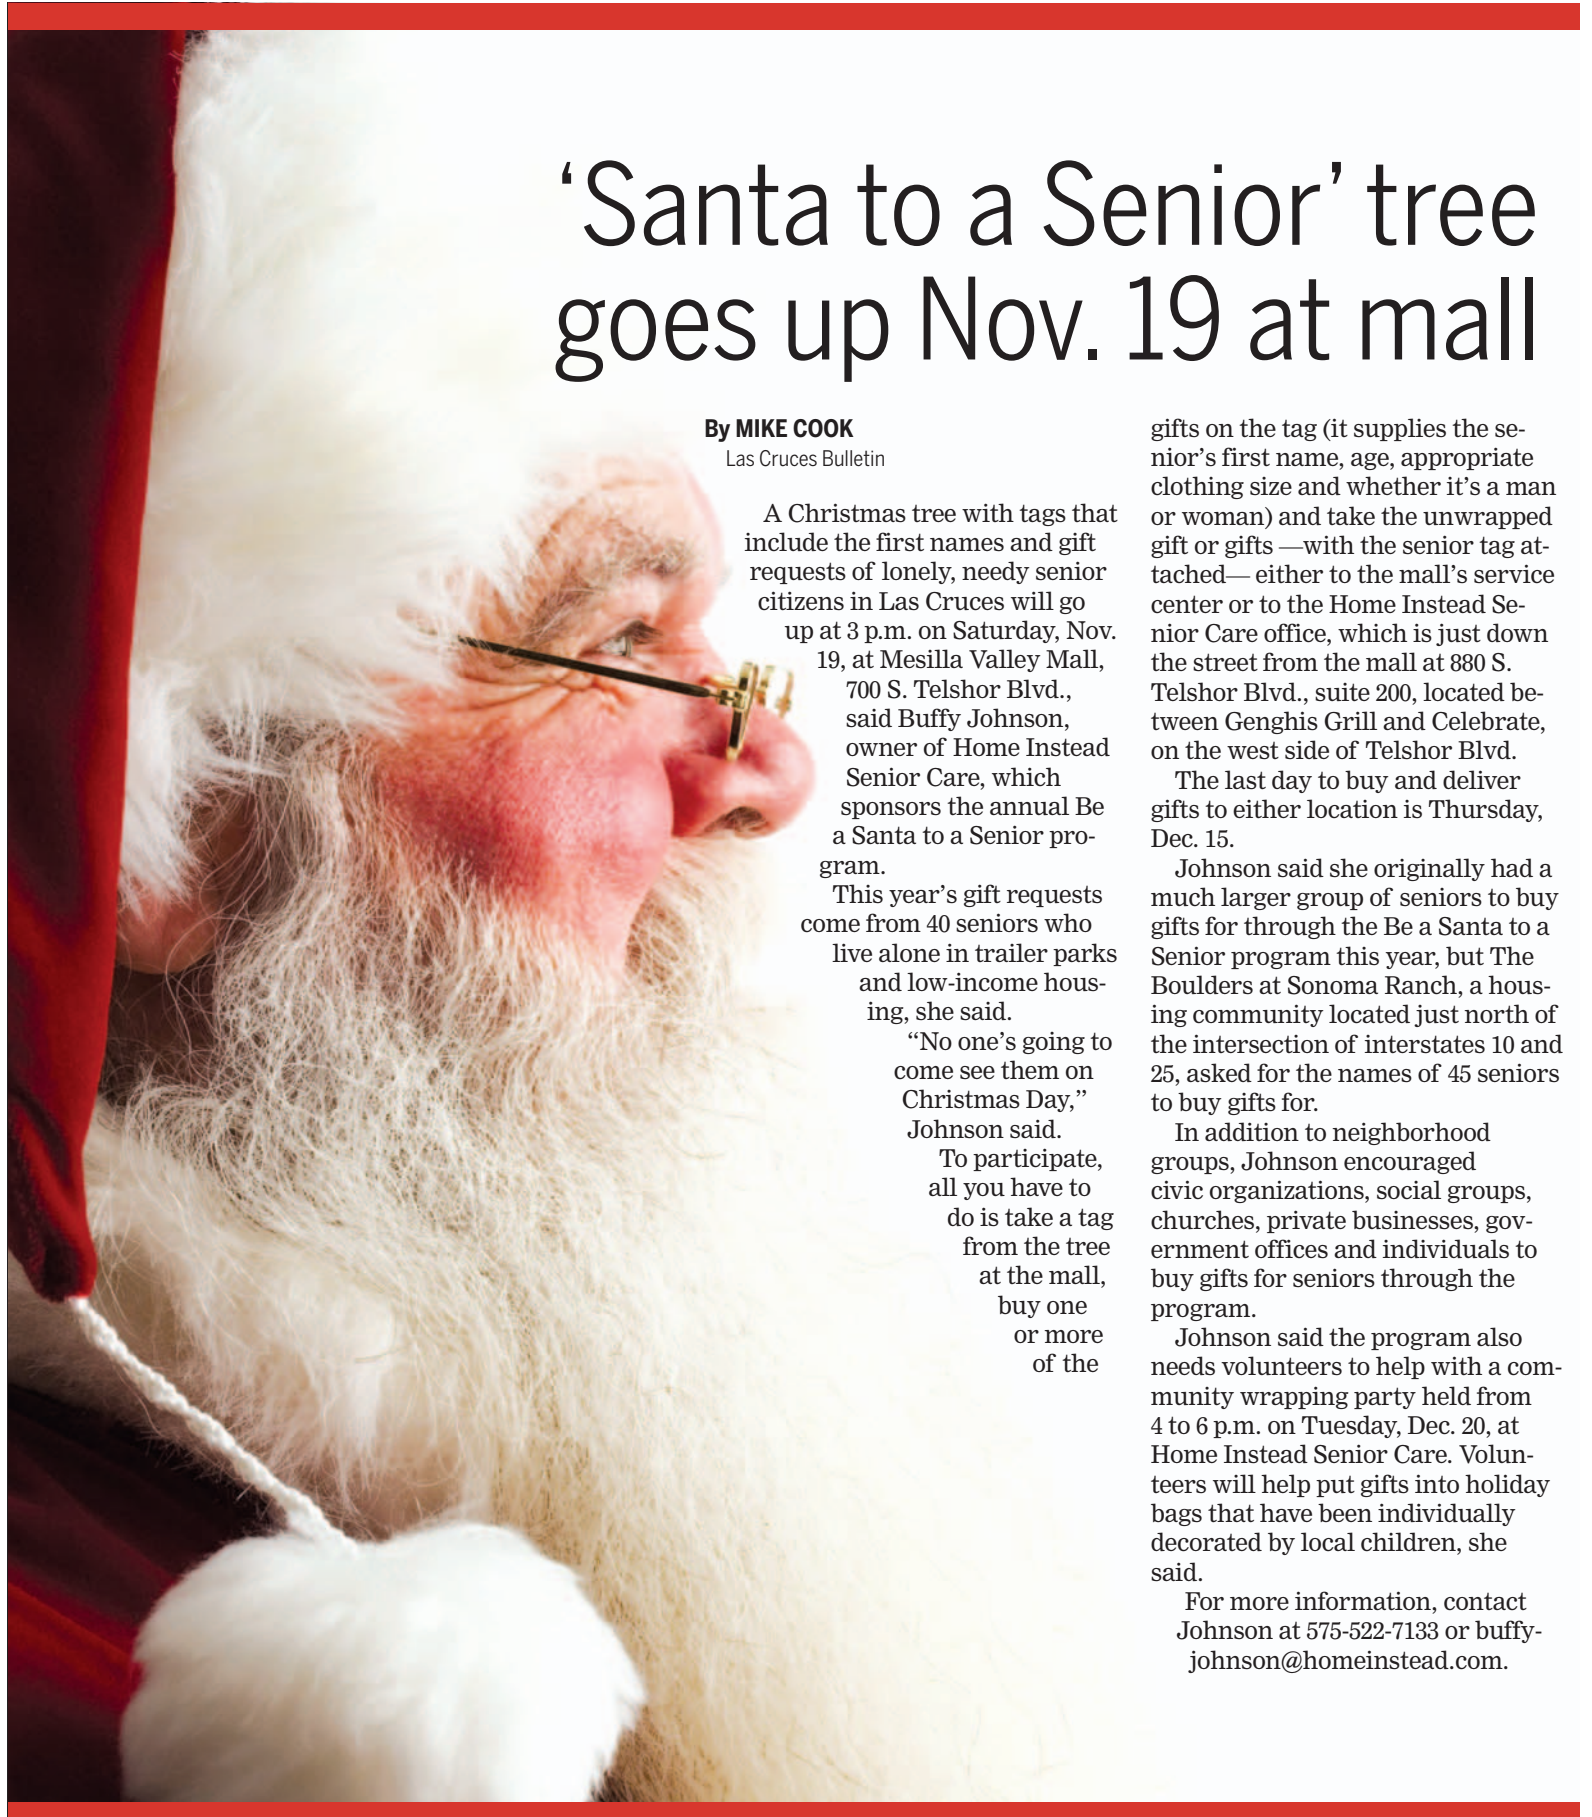 ‘Santa to a Senior’ tree
goes up Nov. 19 at mall
By MIKE COOK
Las Cruces Bulletin
A Christmas tree with tags that
include the first names and gift
requests of lonely, needy senior
citizens in Las Cruces will go
up at 3 p.m. on Saturday, Nov.
19, at Mesilla Valley Mall,
700 S. Telshor Blvd.,
said Buffy Johnson,
owner of Home Instead
Senior Care, which
sponsors the annual Be
a Santa to a Senior pro-
gram.
This year’s gift requests
come from 40 seniors who
live alone in trailer parks
and low-income hous-
ing, she said.
“No one’s going to
come see them on
Christmas Day,”
Johnson said.
To participate,
all you have to
do is take a tag
from the tree
at the mall,
buy one
or more
of the
gifts on the tag (it supplies the se-
nior’s first name, age, appropriate
clothing size and whether it’s a man
or woman) and take the unwrapped
gift or gifts —with the senior tag at-
tached— either to the mall’s service
center or to the Home Instead Se-
nior Care office, which is just down
the street from the mall at 880 S.
Telshor Blvd., suite 200, located be-
tween Genghis Grill and Celebrate,
on the west side of Telshor Blvd.
The last day to buy and deliver
gifts to either location is Thursday,
Dec. 15.
Johnson said she originally had a
much larger group of seniors to buy
gifts for through the Be a Santa to a
Senior program this year, but The
Boulders at Sonoma Ranch, a hous-
ing community located just north of
the intersection of interstates 10 and
25, asked for the names of 45 seniors
to buy gifts for.
In addition to neighborhood
groups, Johnson encouraged
civic organizations, social groups,
churches, private businesses, gov-
ernment offices and individuals to
buy gifts for seniors through the
program.
Johnson said the program also
needs volunteers to help with a com-
munity wrapping party held from
4 to 6 p.m. on Tuesday, Dec. 20, at
Home Instead Senior Care. Volun-
teers will help put gifts into holiday
bags that have been individually
decorated by local children, she
said.
For more information, contact
Johnson at 575-522-7133 or buffy-
johnson@homeinstead.com.